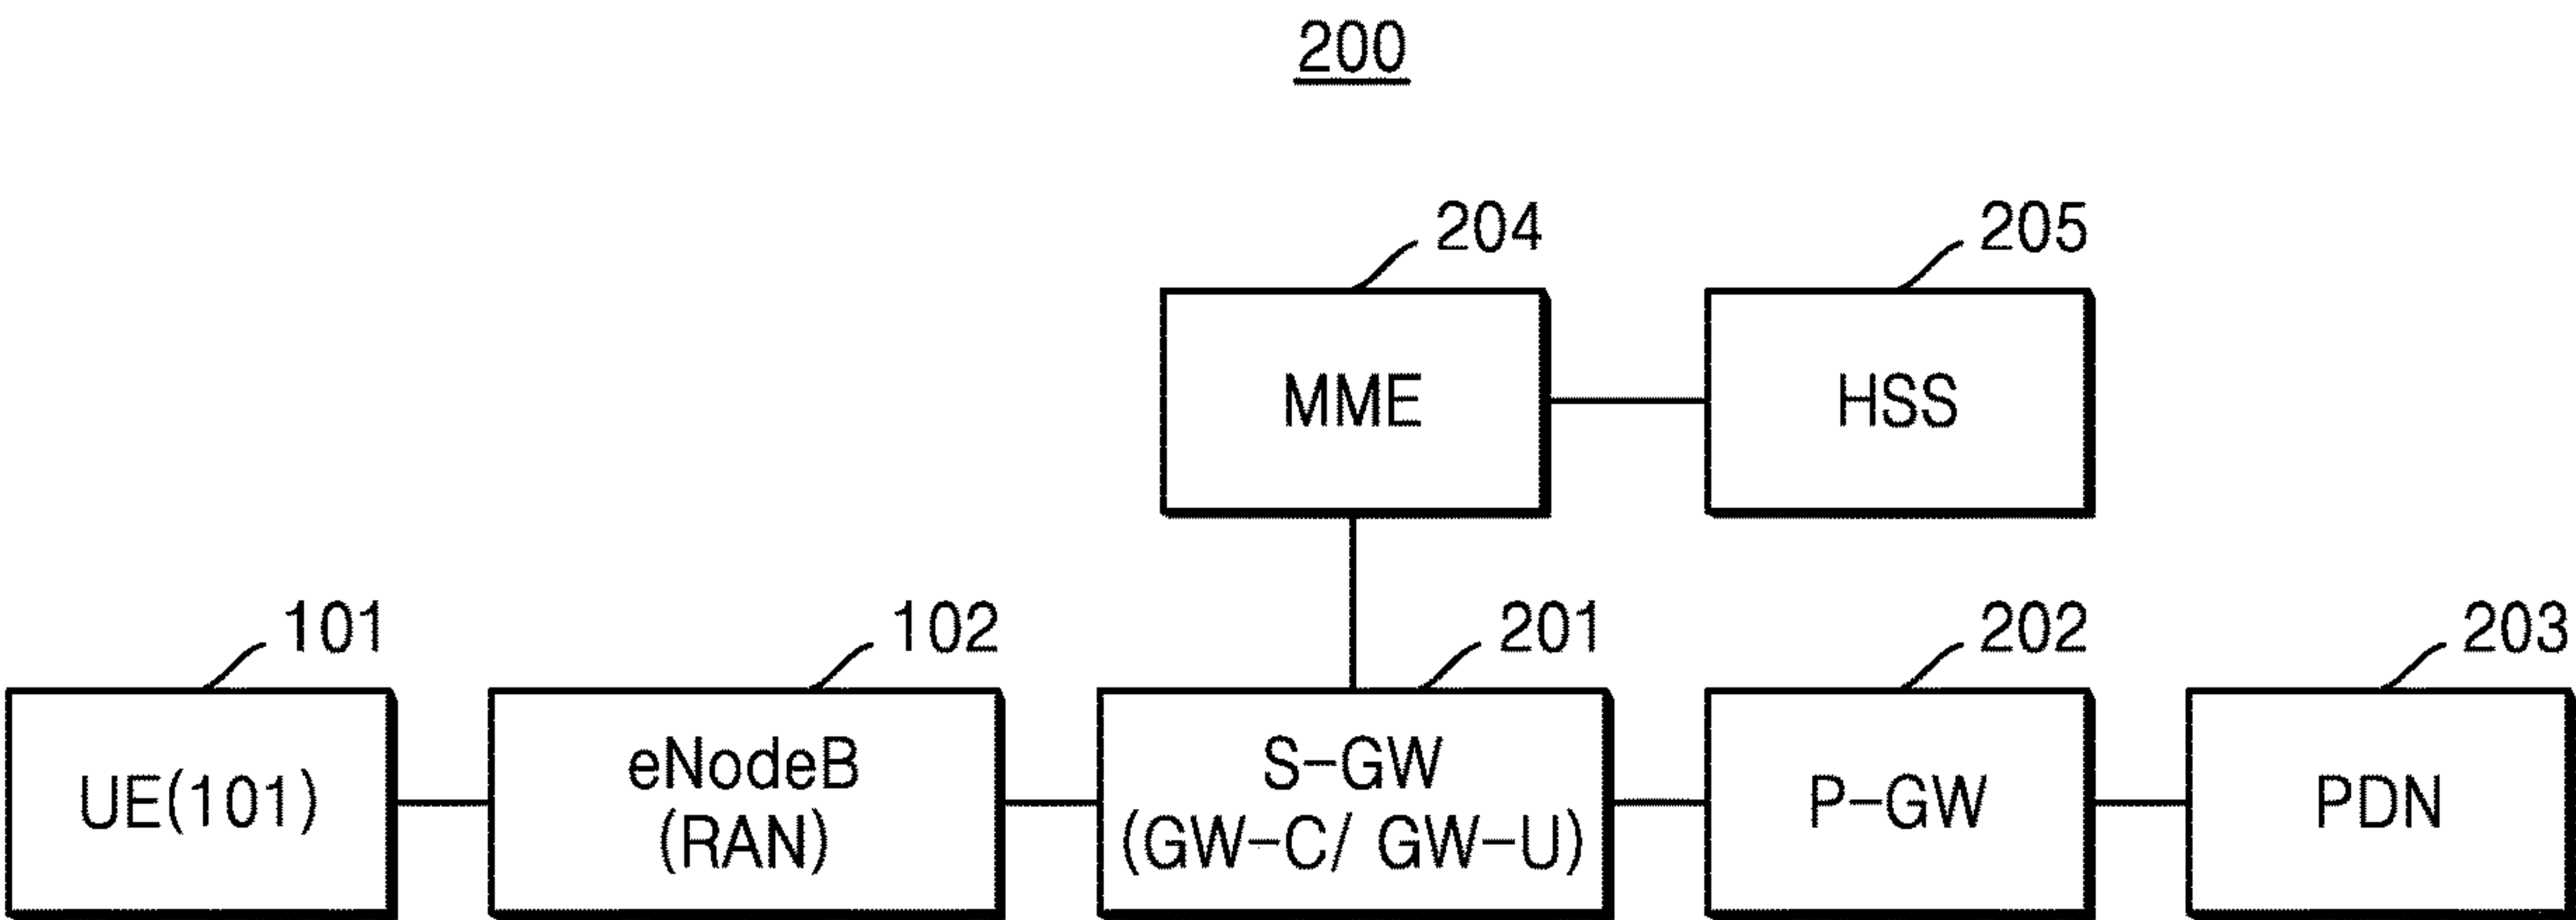 200
204
205
MME
HSS
101
102
201
202
203
UE(101)
eNodeB
(RAN)
S-GW
(GW-C/ GW-U)
P-GW
PDN